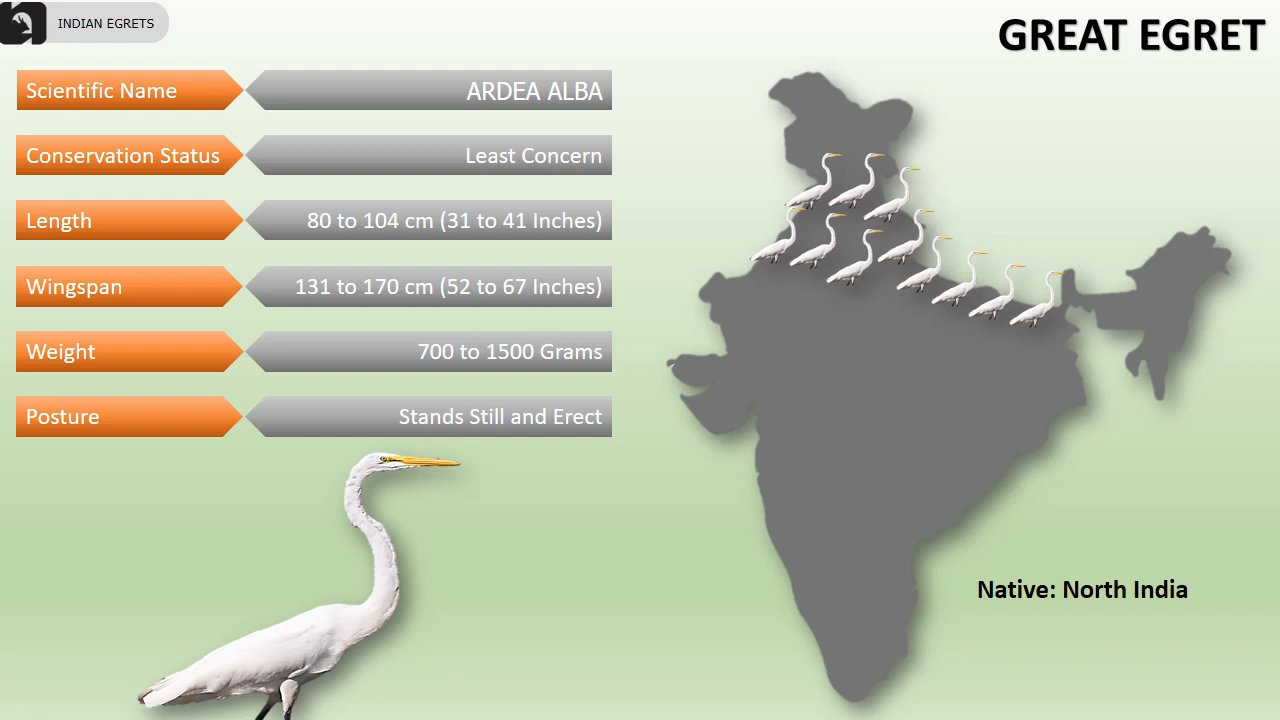 INDIAN EGRETS
GREAT EGRET
Scientific Name
ARDEA ALBA
Conservation Status
Least Concern
Length
80 to 104 cm (31 to 41 Inches)
Wingspan
131 to 170 cm (52 to 67 Inches)
Weight
700 to 1500 Grams
Posture
Stands Still and Erect
Native: North India